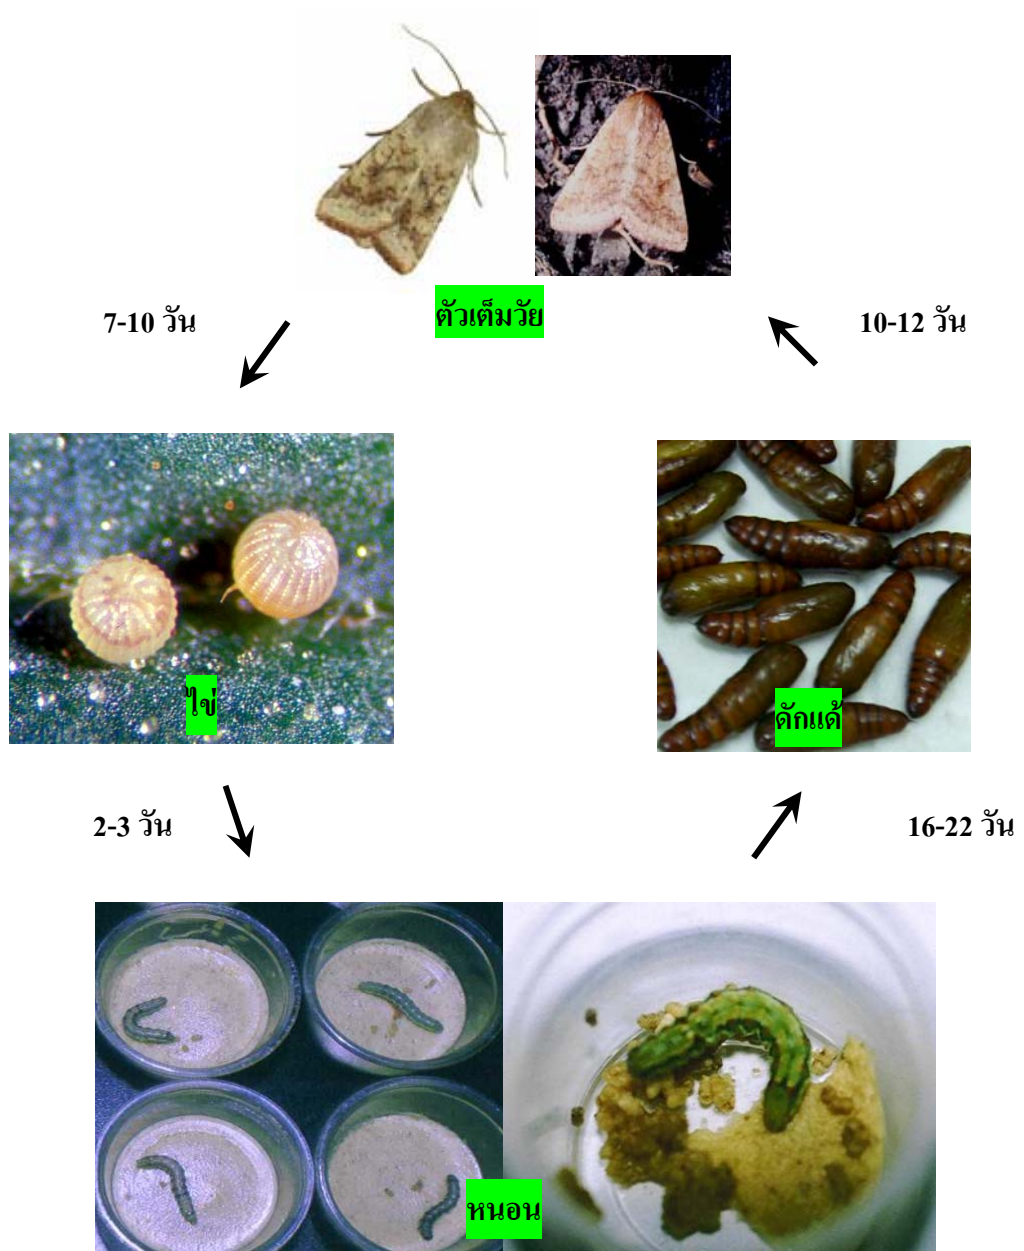 7-10 วัน
ตัวเต็มวัย
10-12 วัน
ไข่
ดักแด้
2-3 วัน
16-22 วัน
หนอน